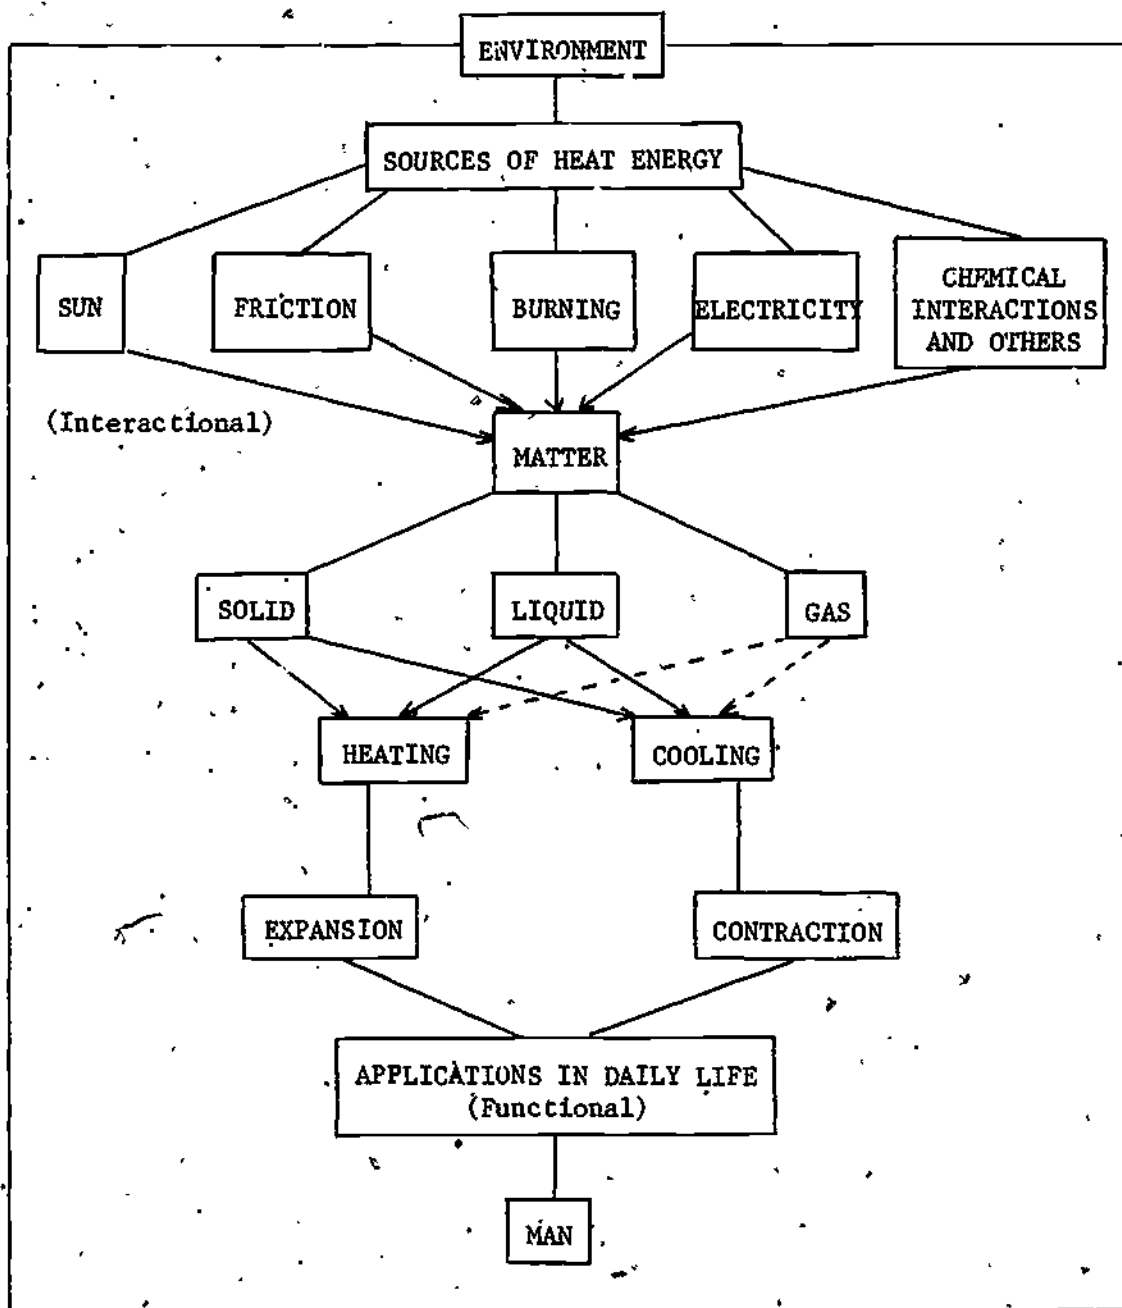 ENVIRONMENT
SOURCES OF HEAT ENERGY
SUN
FRICTION
BURNING
ELECTRICITY
CHEMICAL
INTERACTIONS
AND OTHERS
(Interactional)
MATTER
SOLID
LIQUID
GAS
HEATING
COOLING
EXPANSION
CONTRACTION
APPLICATIONS IN DAILY LIFE
(Functional)
MAN